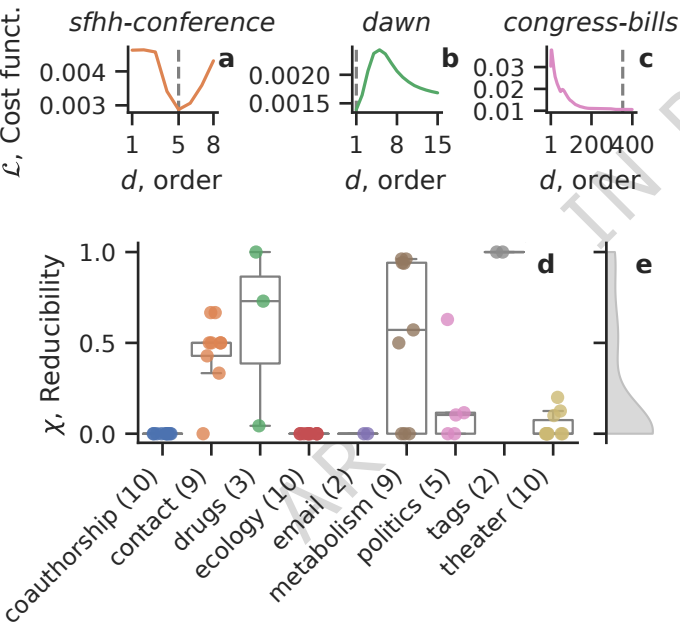 sfhh-conference dawn congress-bills
ℒ, Cost funct.
a
0.004
0.003
1 5 8
d, order
b
0.0020
0.0015
1 8 15
d, order
c
0.03
0.02
0.01
1 200 400
d, order
IN
AR
d
χ, Reducibility
1.0
0.5
0.0
coauthorship (10)
contact (9)
drugs (3)
ecology (10)
email (2)
metabolism (9)
politics (5)
tags (2)
theater (10)
e